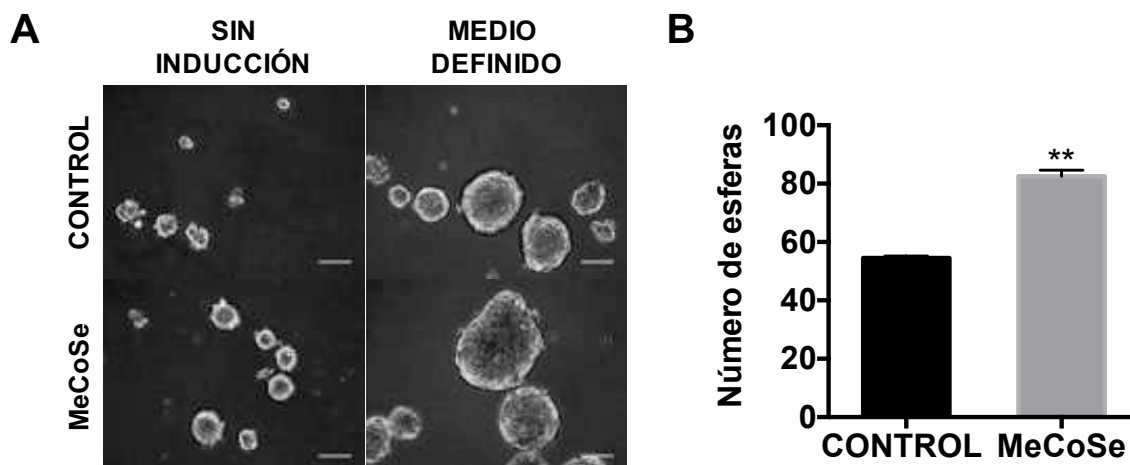 A
SIN
INDUCCIÓN
MEDIO
DEFINIDO
CONTROL
MeCoSe
B
Número de esferas
100
80
60
40
20
0
**
CONTROL
MeCoSe